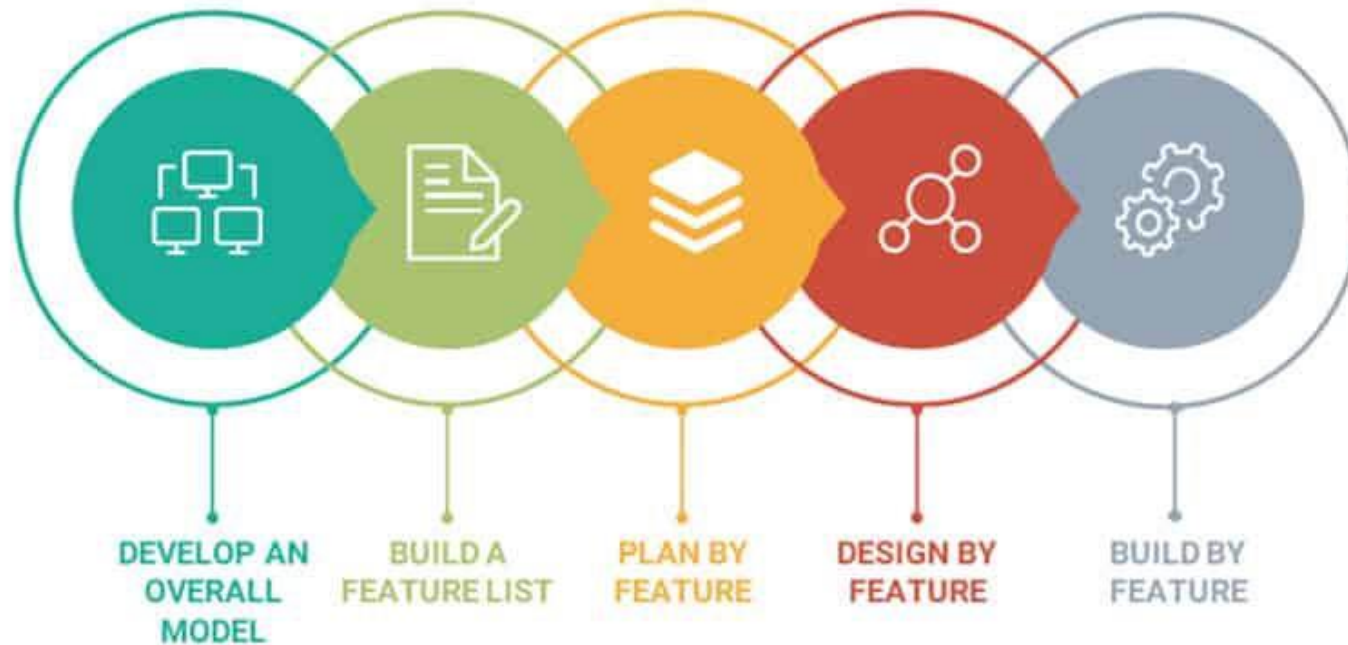 DEVELOP AN
OVERALL
MODEL
BUILD A
FEATURE LIST
PLAN BY
FEATURE
DESIGN BY
FEATURE
BUILD BY
FEATURE